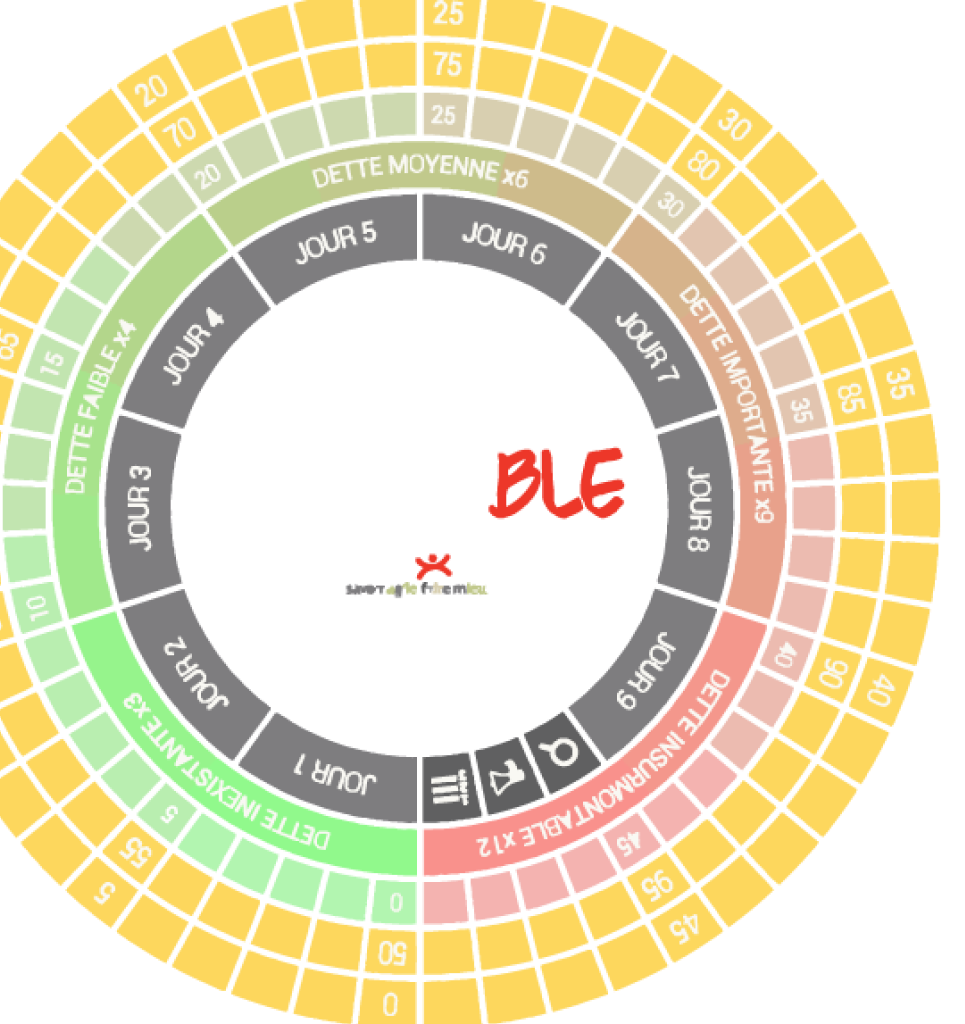 25
75
25
20
70
20
30
80
30
DETTE MOYENNE x6
JOUR 5
JOUR 6
DETTE FAIBLE x4
JOUR 4
JOUR 7
DETTE IMPORTANTE x9
65
15
35
85
35
JOUR 3
JOUR 8
BLE
10
40
90
40
JOUR 2
JOUR 9
DETTE INEXISTANTE x3
JOUR 1
DETTE INSURMONTABLE x12
5
55
5
45
95
45
0
50
0